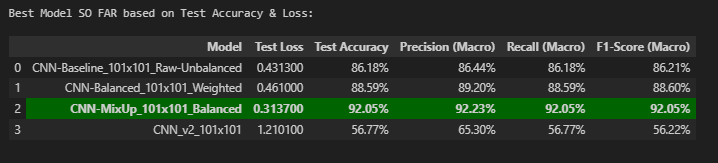 Best Model SO FAR based on Test Accuracy & Loss:
Model Test Loss Test Accuracy Precision (Macro) Recall (Macro) F1-Score (Macro)
0 CNN-Baseline_101x101_Raw-Unbalanced 0.431300 86.18% 86.44% 86.18% 86.21%
1 CNN-Balanced_101x101_Weighted 0.461000 88.59% 89.20% 88.59% 88.60%
2 CNN-MixUp_101x101_Balanced 0.313700 92.05% 92.23% 92.05% 92.05%
3 CNN_v2_101x101 1.210100 56.77% 65.30% 56.77% 56.22%